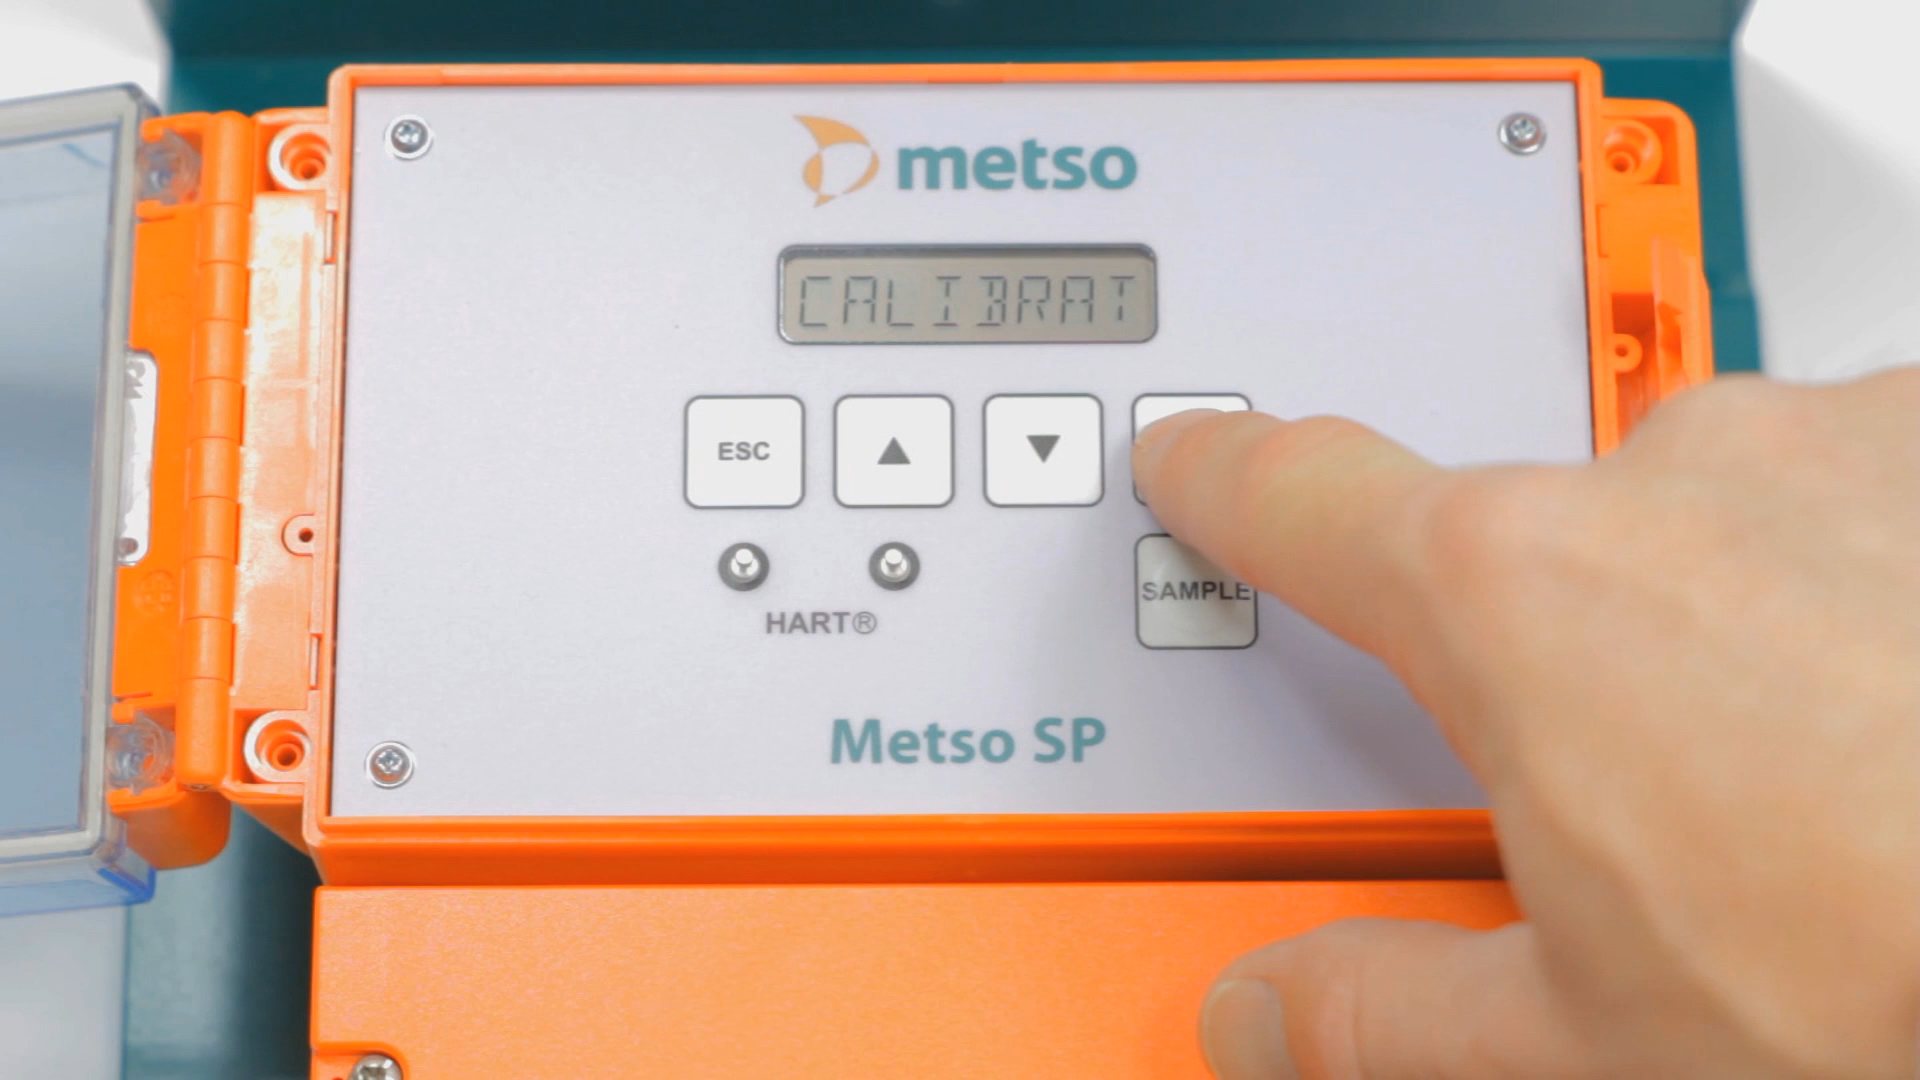 metso
CALIBRAT
ESC ▲ ▼
SAMPLE
HART®
Metso SP